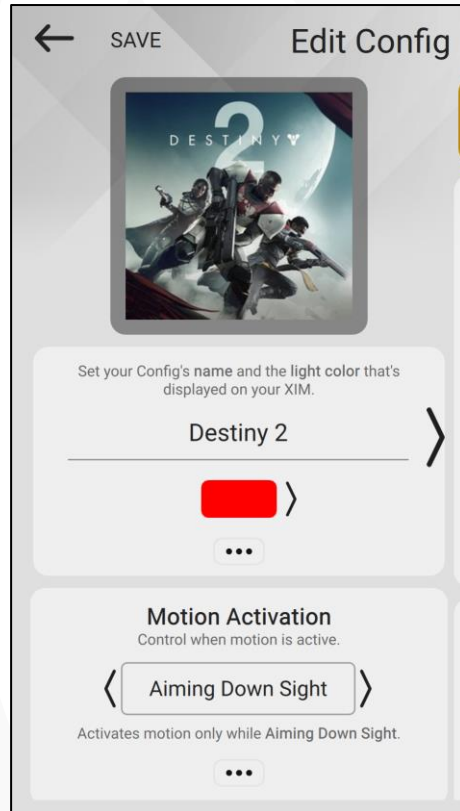 SAVE Edit Config
DESTINY
2
Set your Config's name and the light color that's
displayed on your XIM.
Destiny 2
Motion Activation
Control when motion is active.
Aiming Down Sight
Activates motion only while Aiming Down Sight.